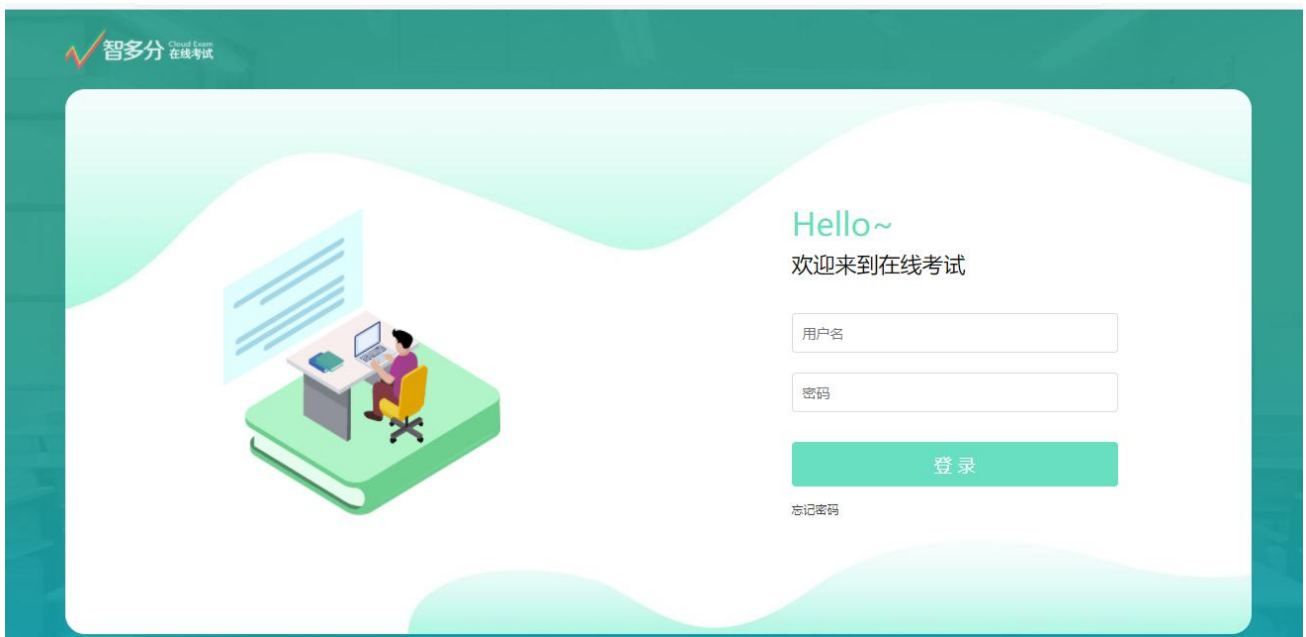 智多分 Cloud Exam
在线考试
Hello~
欢迎来到在线考试
用户名
密码
登 录
忘记密码